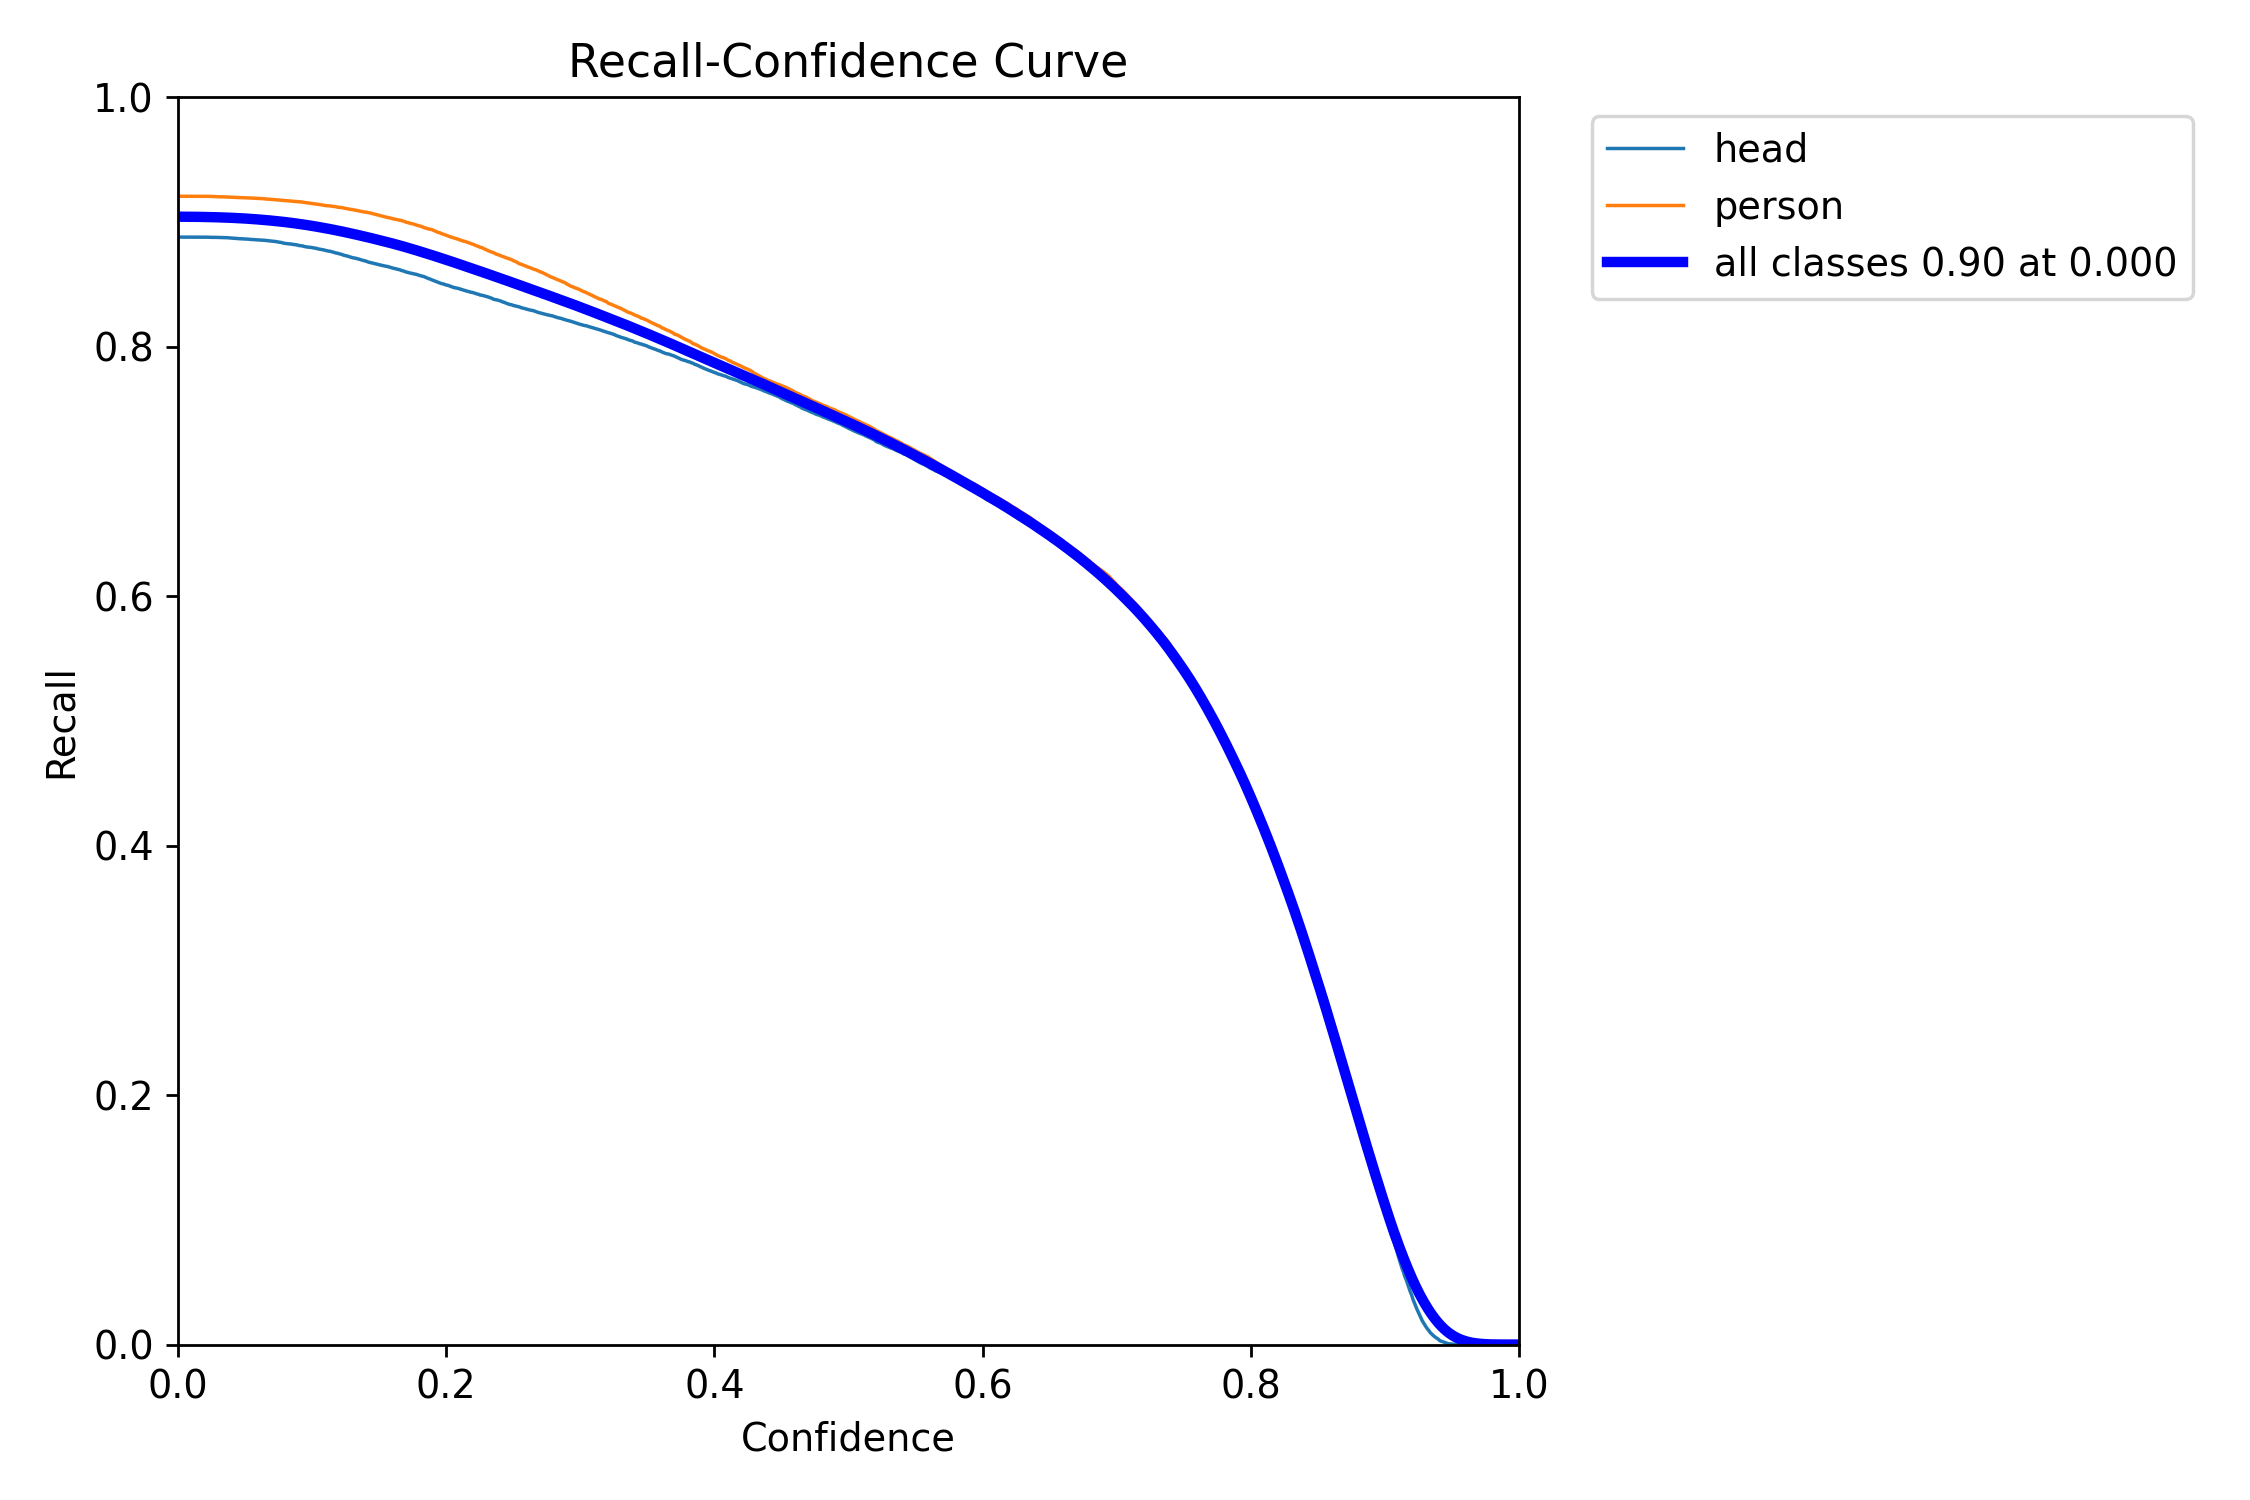 Recall-Confidence Curve
1.0
0.8
0.6
0.4
0.2
0.0
Recall
0.0 0.2 0.4 0.6 0.8 1.0
Confidence
head
person
all classes 0.90 at 0.000